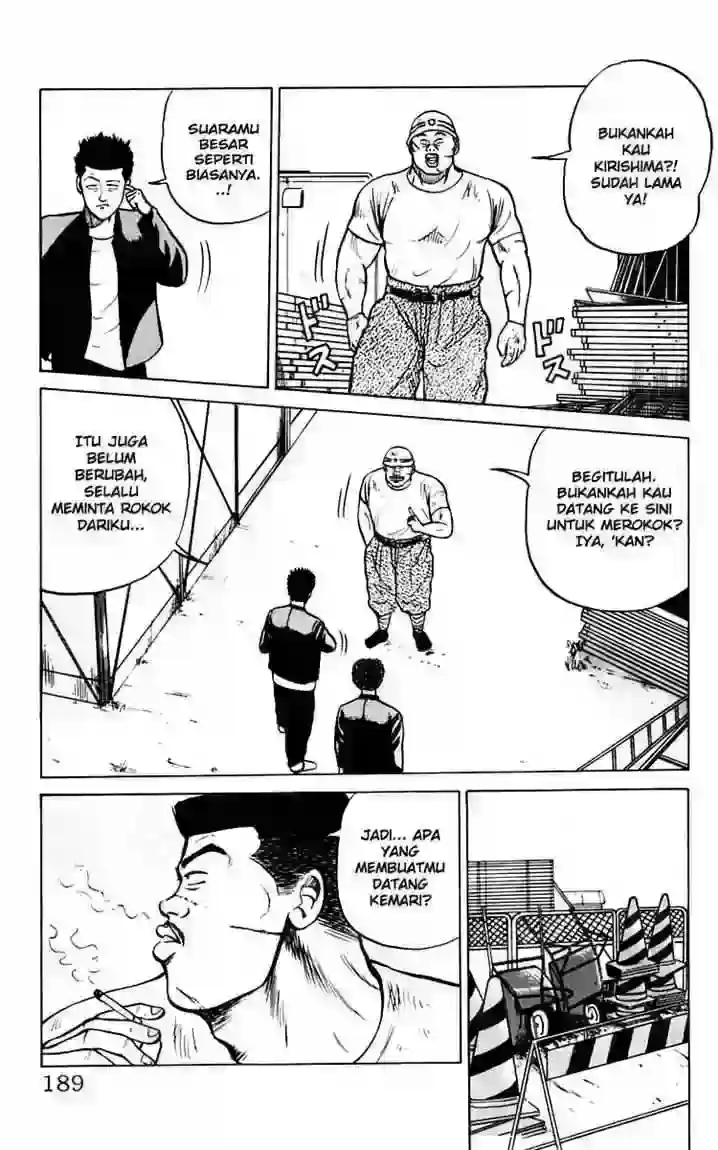 BUKANKAH
KAU
KIRISHIMA?!
SUDAH LAMA
YA!
ドス
ドス
SUARAMU
BESAR
SEPERTI
BIASANYA.
..!
BEGITULAH.
BUKANKAH KAU
DATANG KE SINI
UNTUK MEROKOK?
IYA, 'KAN?
ITU JUGA
BELUM
BERUBAH,
SELALU
MEMINTA ROKOK
DARIKU...
JADI... APA
YANG
MEMBUATMU
DATANG
KEMARI?
189